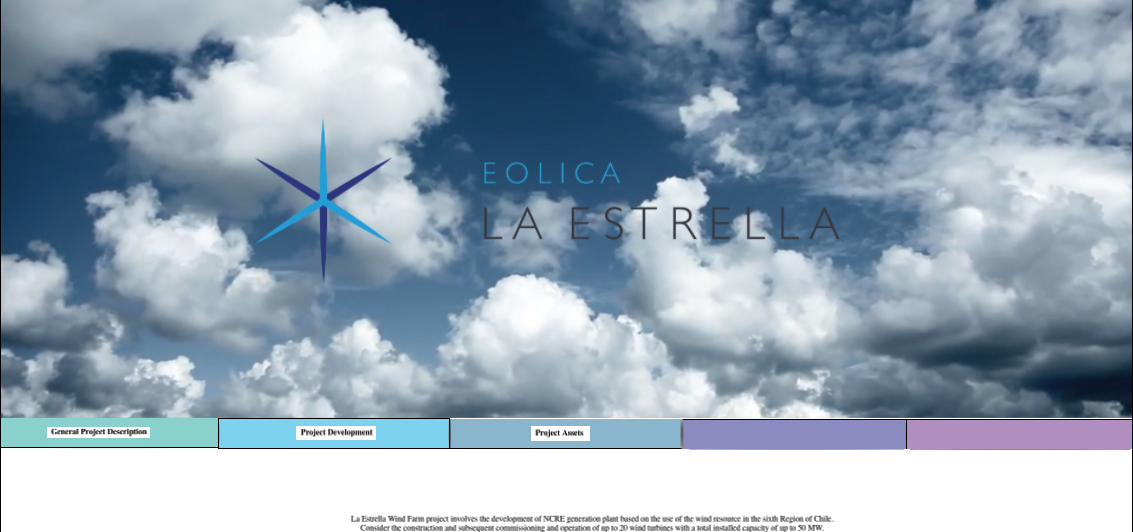 EOLICA
LA ESTRELLA
General Project Description
Project Development
Project Assets
La Estrella Wind Farm project involves the development of NCRE generation plant based on the use of the wind resource in the sixth Region of Chile.
Consider the construction and subsequent commissioning and operation of up to 20 wind turbines with a total installed capacity of up to 50 MW.